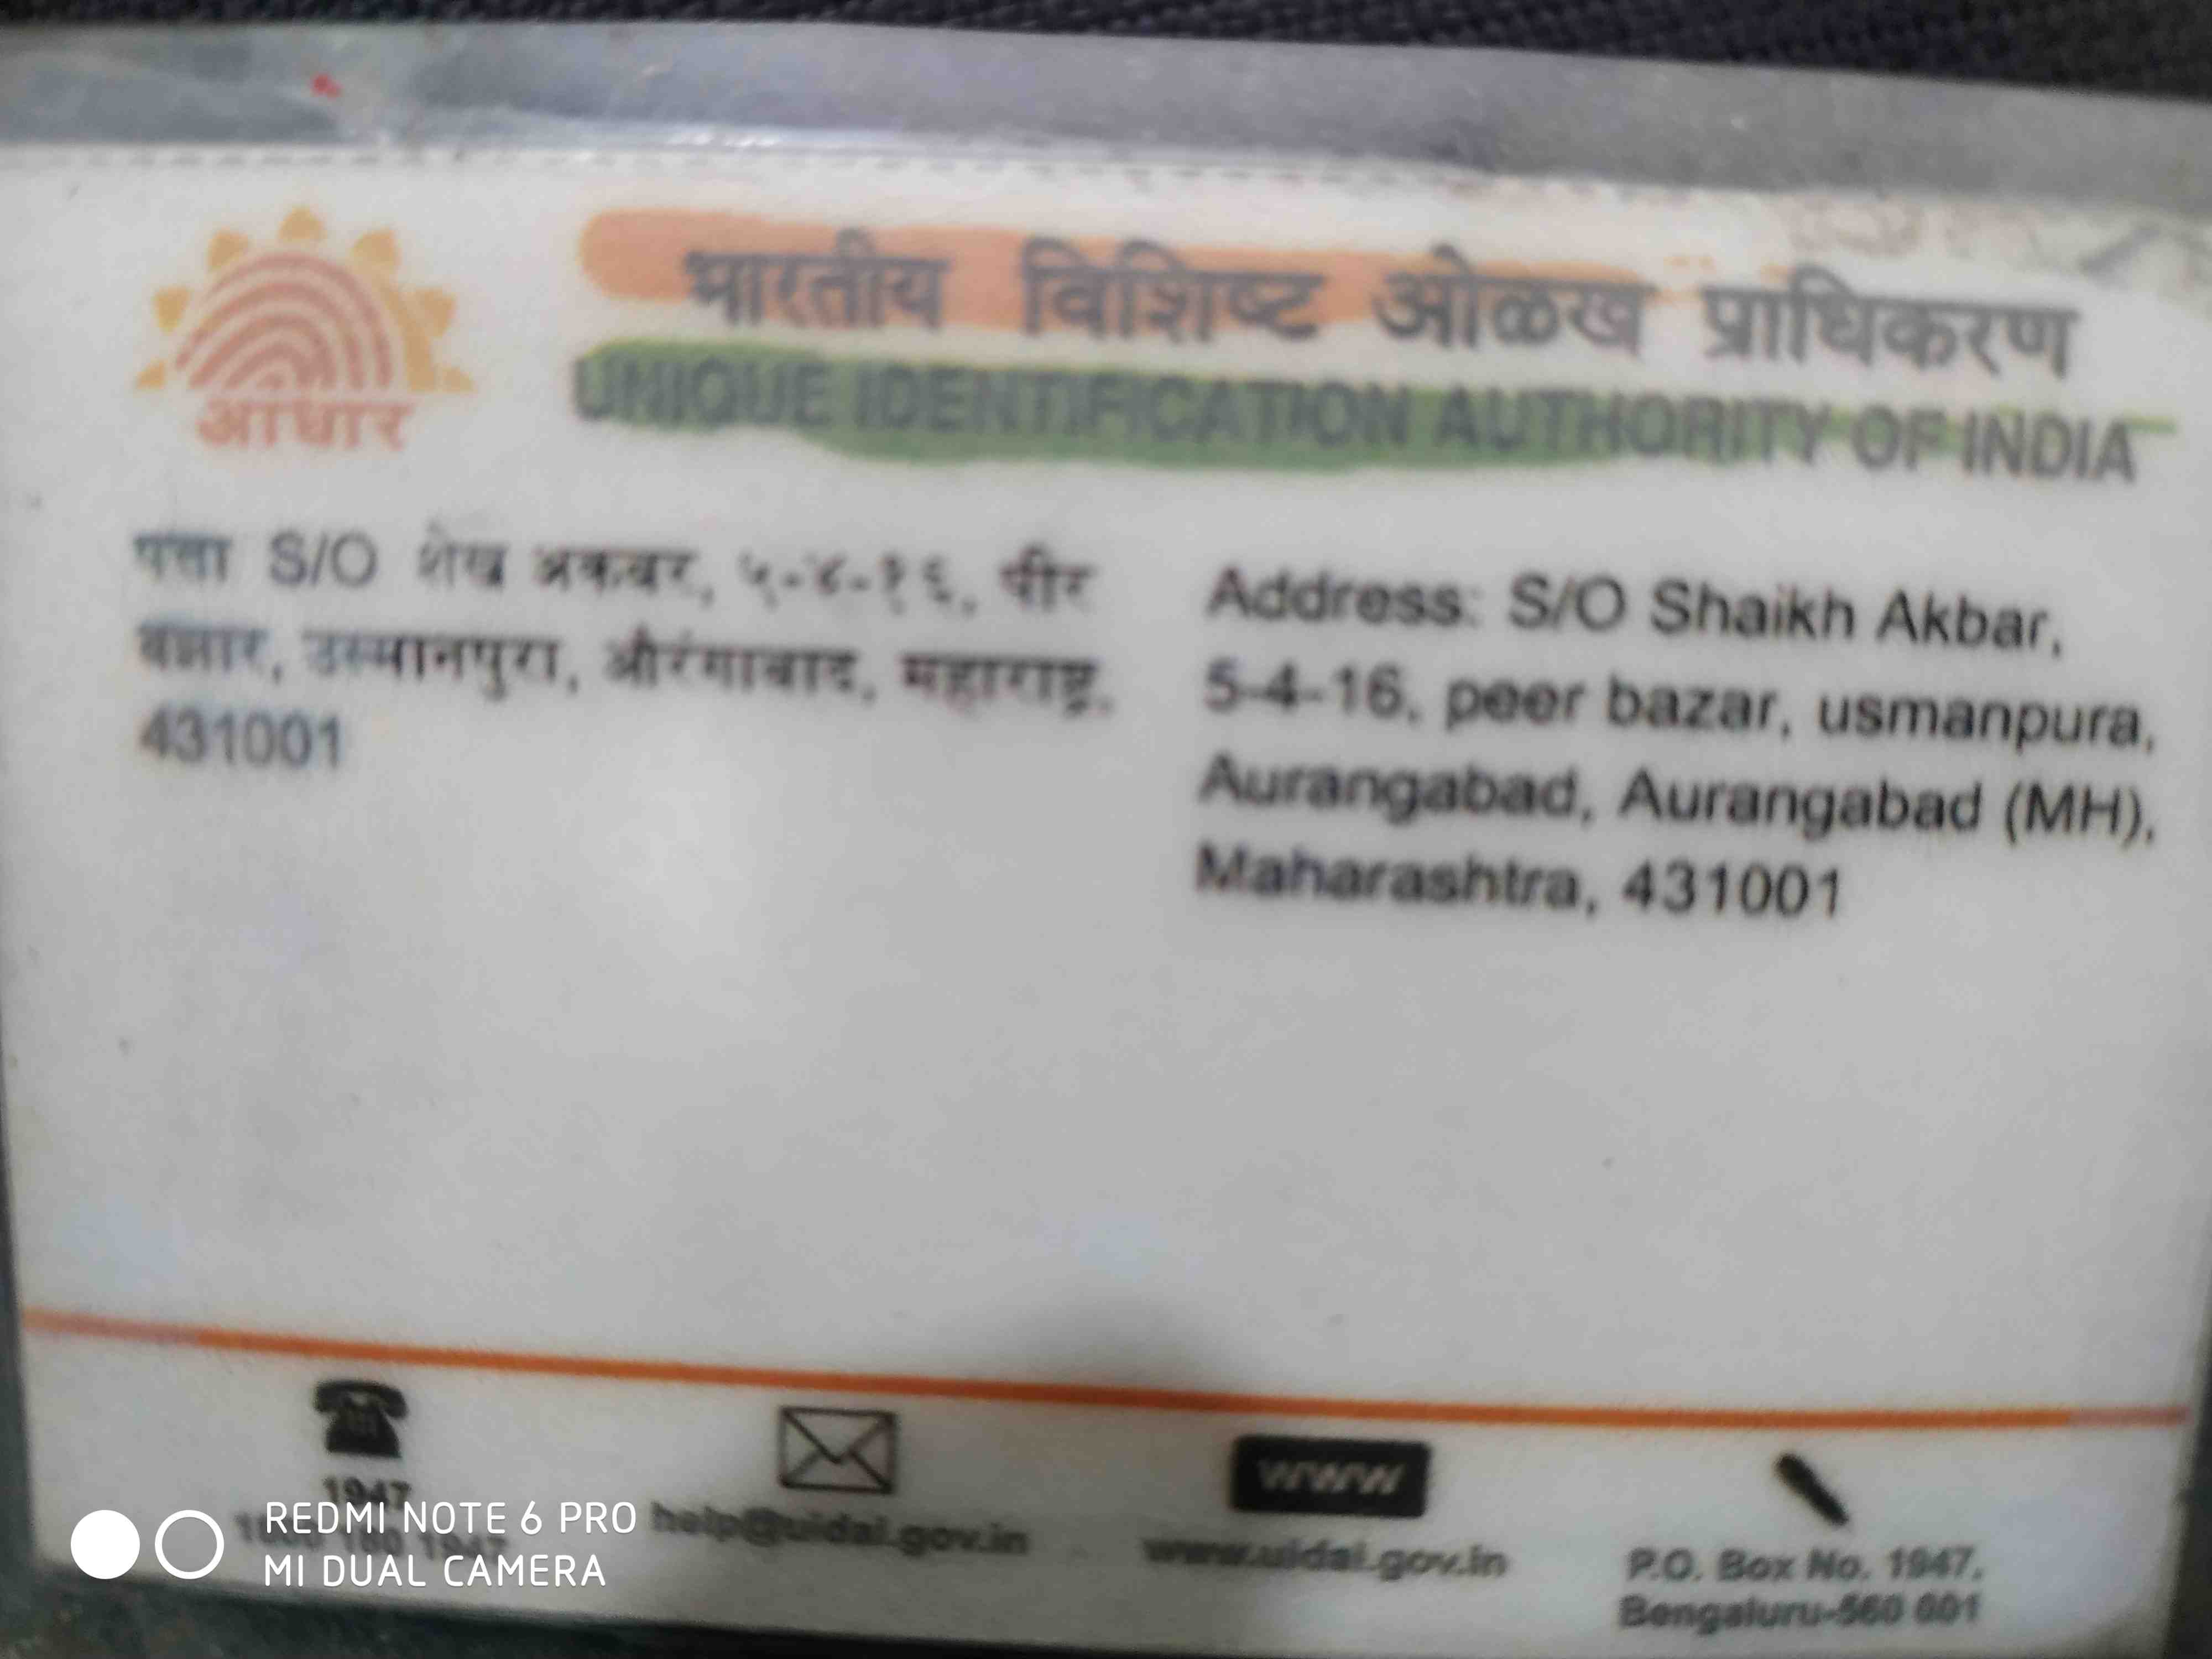 आधार
भारतीय विशिष्ट ओळख प्राधिकरण
UNIQUE IDENTIFICATION AUTHORITY OF INDIA
पत्ता S/O शेख अकबर, ५-४-१६, पीर
बाजार, उस्मानपुरा, औरंगाबाद, महाराष्ट्र,
431001
Address: S/O Shaikh Akbar,
5-4-16, peer bazar, usmanpura,
Aurangabad, Aurangabad (MH),
Maharashtra, 431001
1947
1800 180 1947
help@uidai.gov.in
WWW
www.uidai.gov.in
P.O. Box No. 1947,
Bengaluru-560 001
REDMI NOTE 6 PRO
MI DUAL CAMERA